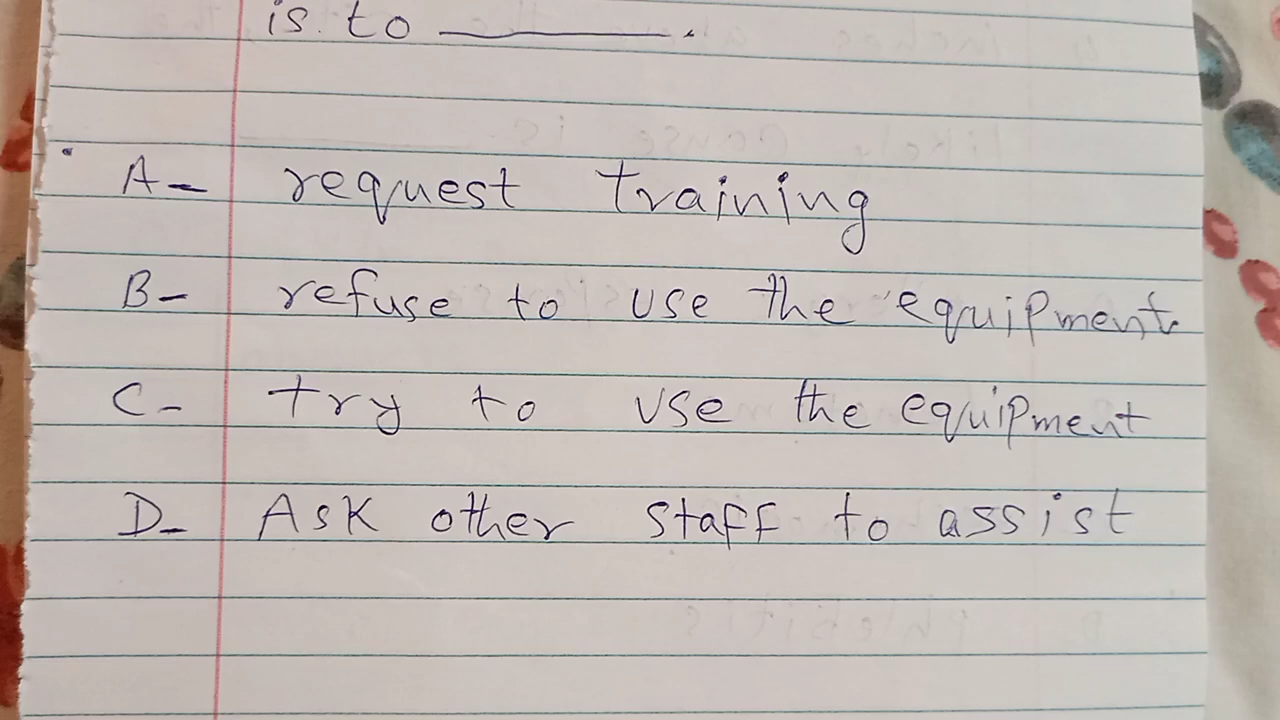 is to ________.
A- request training
B- refuse to use the equipment.
C- try to use the equipment
D- Ask other staff to assist